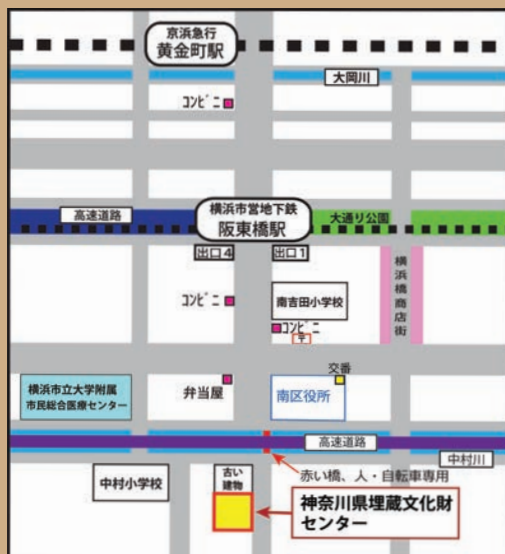 京浜急行
黄金町駅
大岡川
コンビニ
横浜市営地下鉄
阪東橋駅
高速道路
大通り公園
出口4
出口1
横浜橋商店街
コンビニ
南吉田小学校
コンビニ
〒
交番
横浜市立大学附属
市民総合医療センター
弁当屋
南区役所
高速道路
中村川
赤い橋、人・自転車専用
中村小学校
古い
建物
神奈川県埋蔵文化財
センター